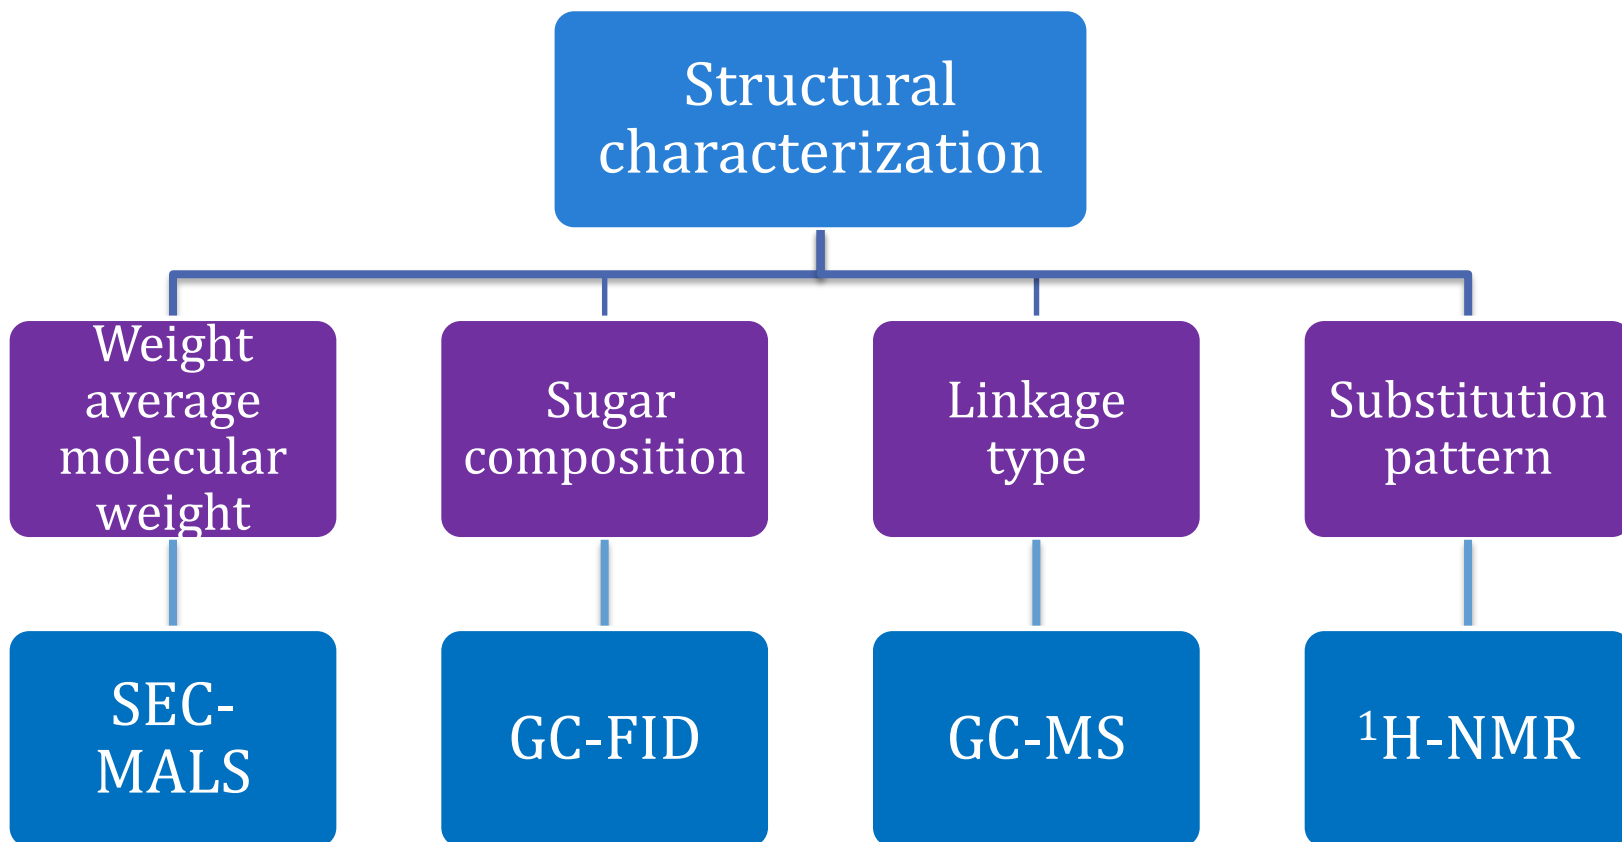 Structural
characterization
Weight
average
molecular
weight
Sugar
composition
Linkage
type
Substitution
pattern
SEC-
MALS
GC-FID
GC-MS
¹H-NMR